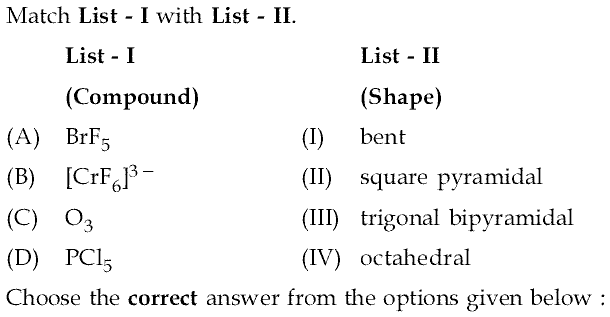 Match List - I with List - II.
List - I List - II
(Compound) (Shape)
(A) BrF₅ (I) bent
(B) [CrF₆]³⁻ (II) square pyramidal
(C) O₃ (III) trigonal bipyramidal
(D) PCl₅ (IV) octahedral
Choose the correct answer from the options given below :